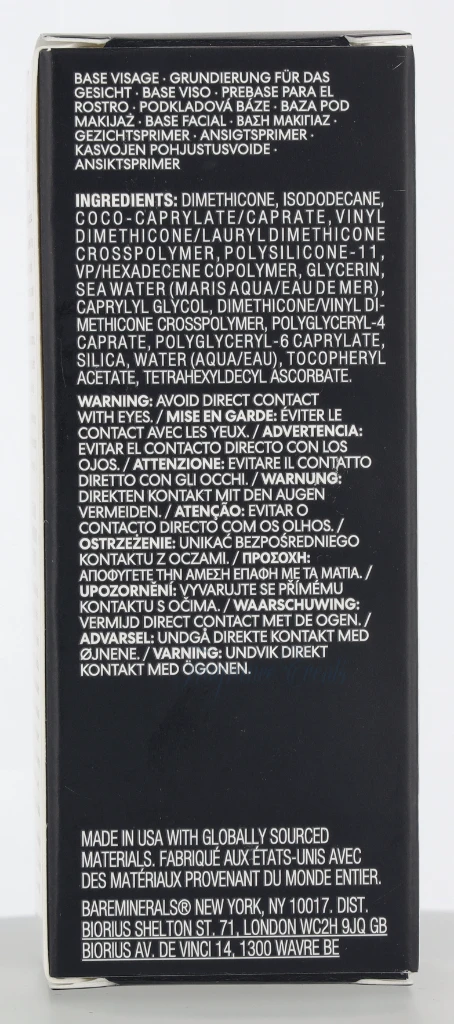 BASE VISAGE · GRUNDIERUNG FÜR DAS
GESICHT · BASE VISO · PREBASE PARA EL
ROSTRO · PODKLADOVÁ BÁZE · BAZA POD
MAKIJAŻ · BASE FACIAL · ΒΑΣΗ ΜΑΚΙΓΙΑΖ ·
GEZICHTSPRIMER · ANSIGTSPRIMER ·
KASVOJEN POHJUSTUSVOIDE ·
ANSIKTSPRIMER
INGREDIENTS: DIMETHICONE, ISODODECANE,
COCO-CAPRYLATE/CAPRATE, VINYL
DIMETHICONE/LAURYL DIMETHICONE
CROSSPOLYMER, POLYSILICONE-11,
VP/HEXADECENE COPOLYMER, GLYCERIN,
SEA WATER (MARIS AQUA/EAU DE MER),
CAPRYLYL GLYCOL, DIMETHICONE/VINYL DI-
METHICONE CROSSPOLYMER, POLYGLYCERYL-4
CAPRATE, POLYGLYCERYL-6 CAPRYLATE,
SILICA, WATER (AQUA/EAU), TOCOPHERYL
ACETATE, TETRAHEXYLDECYL ASCORBATE.
WARNING: AVOID DIRECT CONTACT
WITH EYES. / MISE EN GARDE: ÉVITER LE
CONTACT AVEC LES YEUX. / ADVERTENCIA:
EVITAR EL CONTACTO DIRECTO CON LOS
OJOS. / ATTENZIONE: EVITARE IL CONTATTO
DIRETTO CON GLI OCCHI. / WARNUNG:
DIREKTEN KONTAKT MIT DEN AUGEN
VERMEIDEN. / ATENÇÃO: EVITAR O
CONTACTO DIRECTO COM OS OLHOS. /
OSTRZEŻENIE: UNIKAĆ BEZPOŚREDNIEGO
KONTAKTU Z OCZAMI. / ΠΡΟΣΟΧΗ:
ΑΠΟΦΥΓΕΤΕ ΤΗΝ ΑΜΕΣΗ ΕΠΑΦΗ ΜΕ ΤΑ ΜΑΤΙΑ. /
UPOZORNĚNÍ: VYVARUJTE SE PŘÍMÉMU
KONTAKTU S OČIMA. / WAARSCHUWING:
VERMIJD DIRECT CONTACT MET DE OGEN. /
ADVARSEL: UNDGÅ DIREKTE KONTAKT MED
ØJNENE. / VARNING: UNDVIK DIREKT
KONTAKT MED ÖGONEN.
MADE IN USA WITH GLOBALLY SOURCED
MATERIALS. FABRIQUÉ AUX ÉTATS-UNIS AVEC
DES MATÉRIAUX PROVENANT DU MONDE ENTIER.
BAREMINERALS® NEW YORK, NY 10017. DIST.
BIORIUS SHELTON ST. 71, LONDON WC2H 9JQ GB
BIORIUS AV. DE VINCI 14, 1300 WAVRE BE